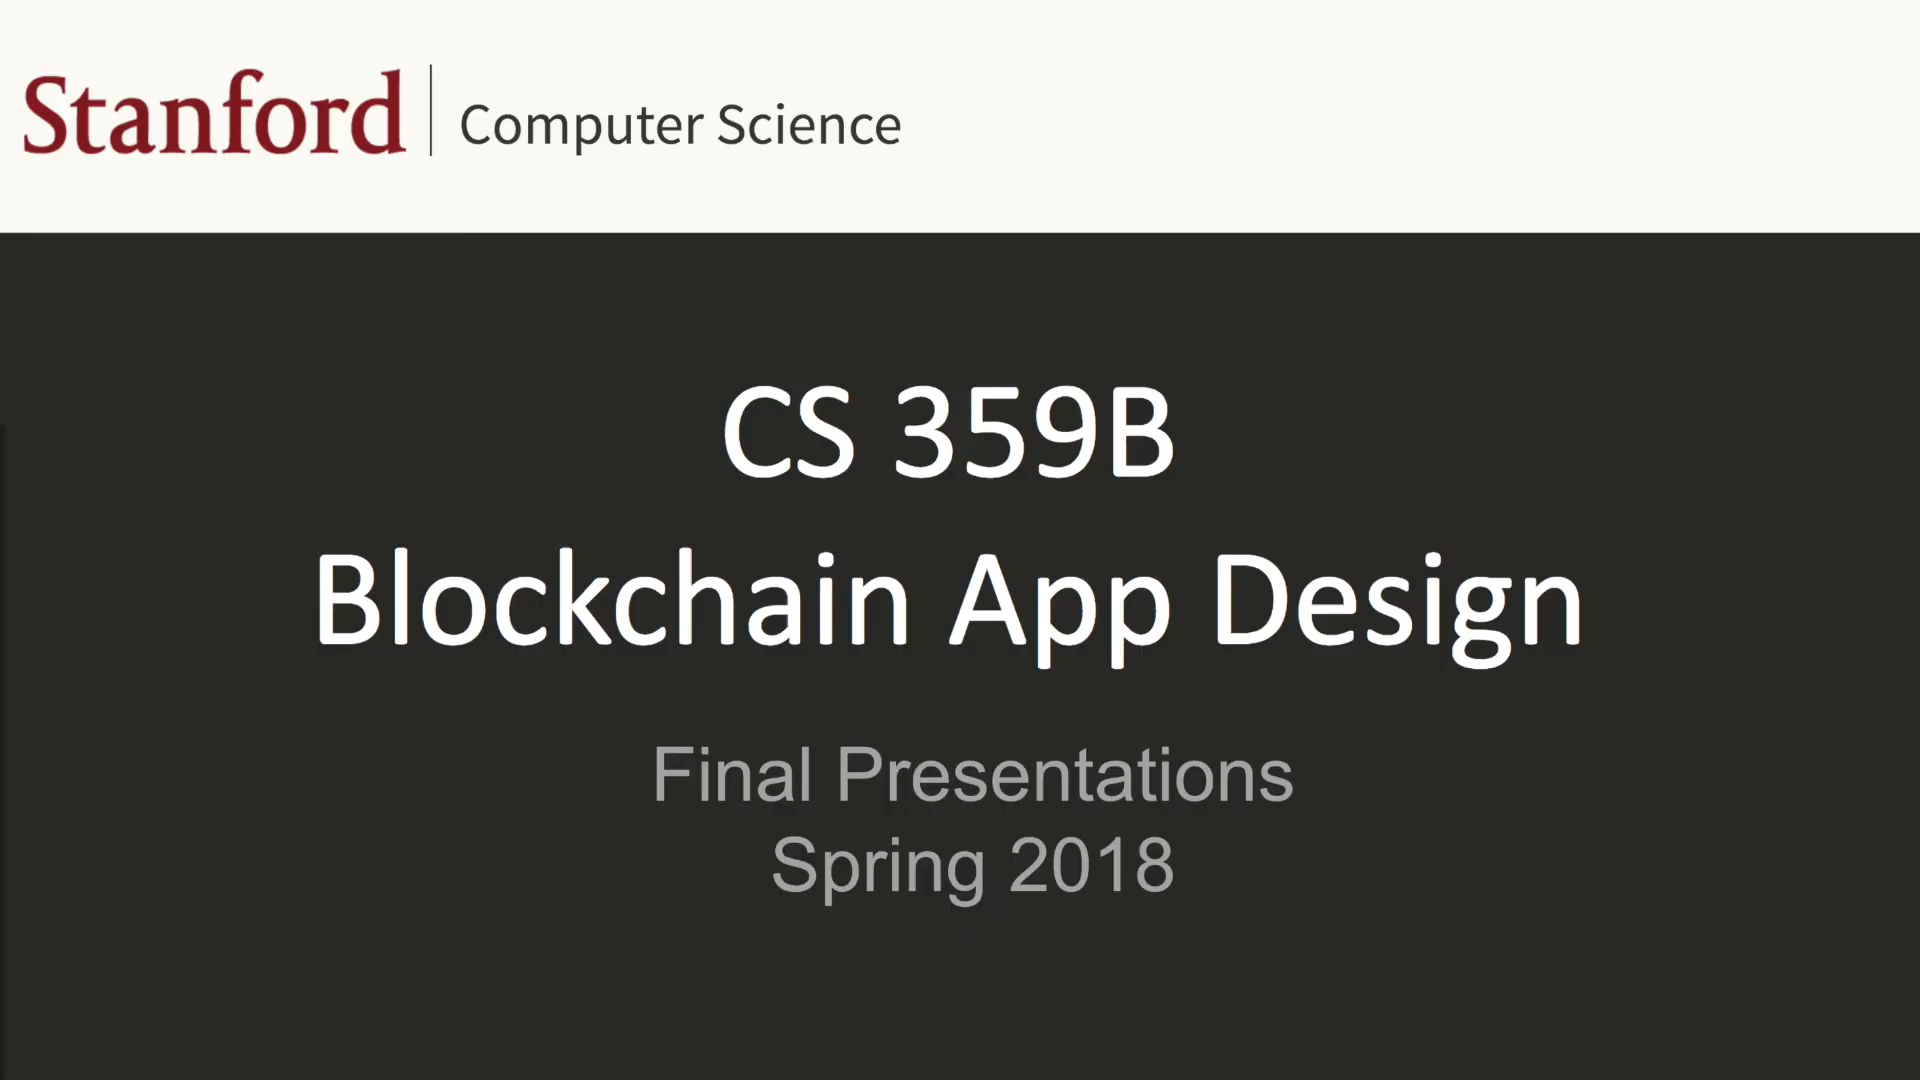 Stanford | Computer Science
CS 359B
Blockchain App Design
Final Presentations
Spring 2018